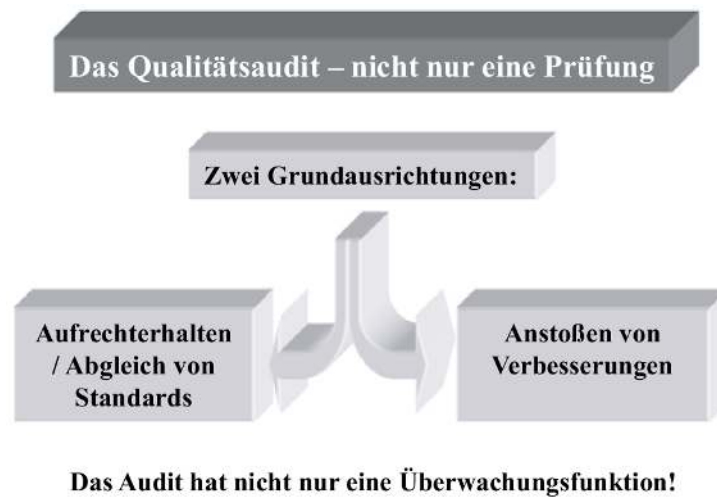 Das Qualitätsaudit – nicht nur eine Prüfung
Zwei Grundausrichtungen:
Aufrechterhalten
/ Abgleich von
Standards
Anstoßen von
Verbesserungen
Das Audit hat nicht nur eine Überwachungsfunktion!